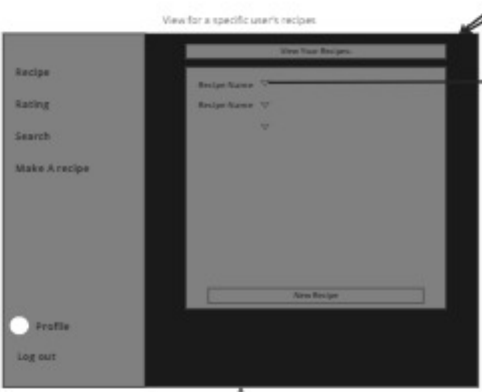 View for a specific user's recipes
View Your Recipes
Recipe
Rating
Search
Make A recipe
Recipe Name
Recipe Name
New Recipe
Profile
Log out